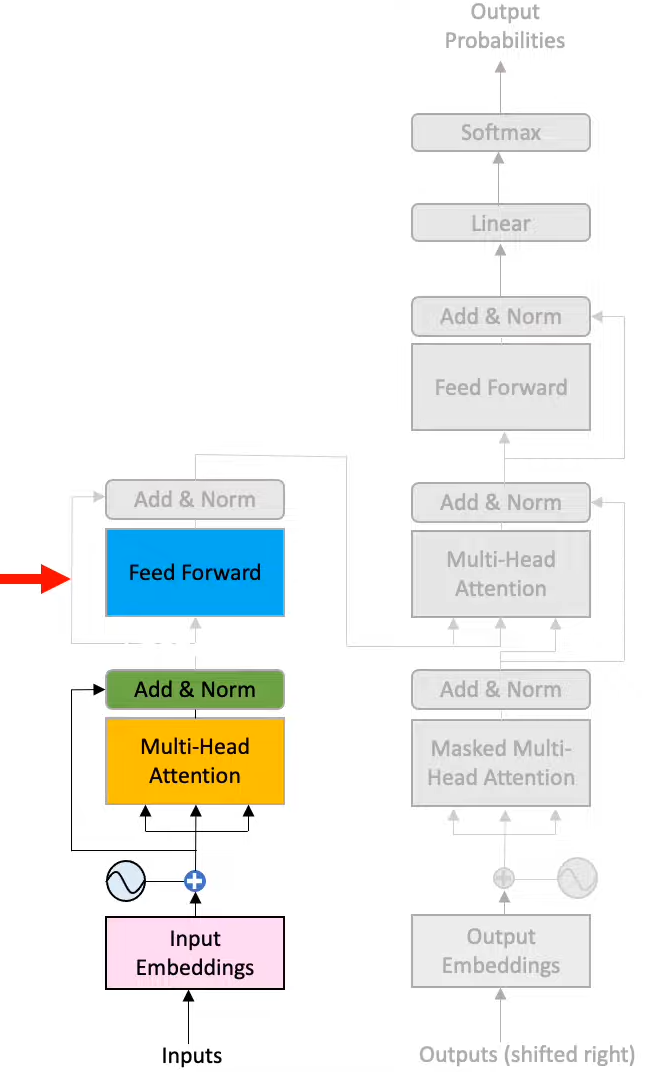 Output
Probabilities
Softmax
Linear
Add & Norm
Feed Forward
Add & Norm
Multi-Head
Attention
Add & Norm
Masked Multi-
Head Attention
Output
Embeddings
Outputs (shifted right)
Add & Norm
Feed Forward
Add & Norm
Multi-Head
Attention
Input
Embeddings
Inputs